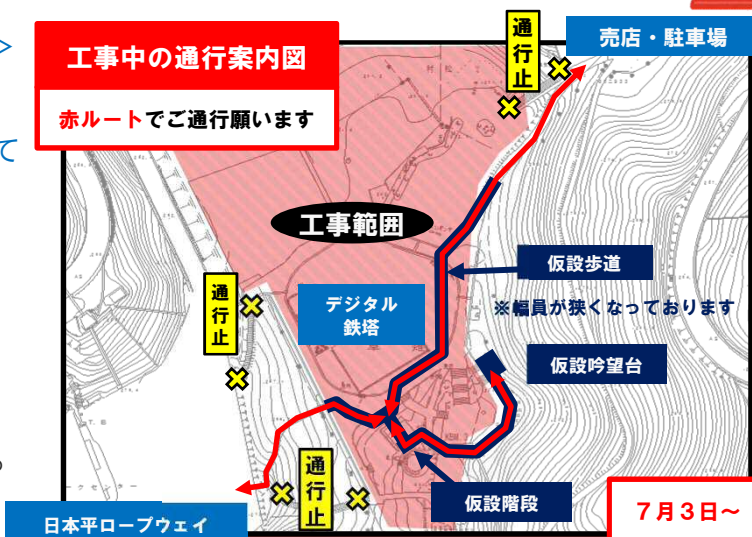 工事中の通行案内図
赤ルートでご通行願います
通行止
売店・駐車場
て
工事範囲
仮設歩道
※幅員が狭くなっております
通行止
デジタル
鉄塔
仮設吟望台
仮設階段
通行止
日本平ロープウェイ
7月3日~